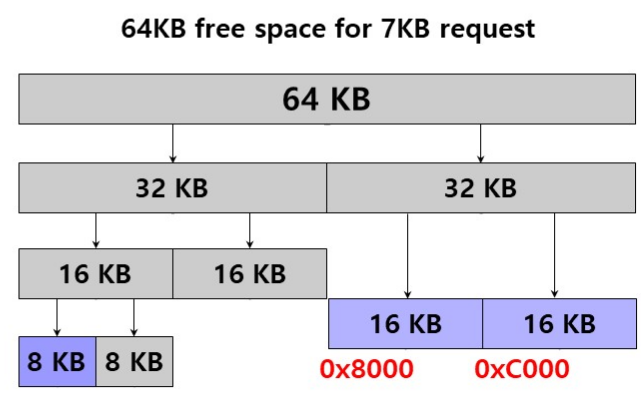 64KB free space for 7KB request
64 KB
32 KB 32 KB
16 KB 16 KB
16 KB 16 KB
8 KB 8 KB
0x8000 0xC000